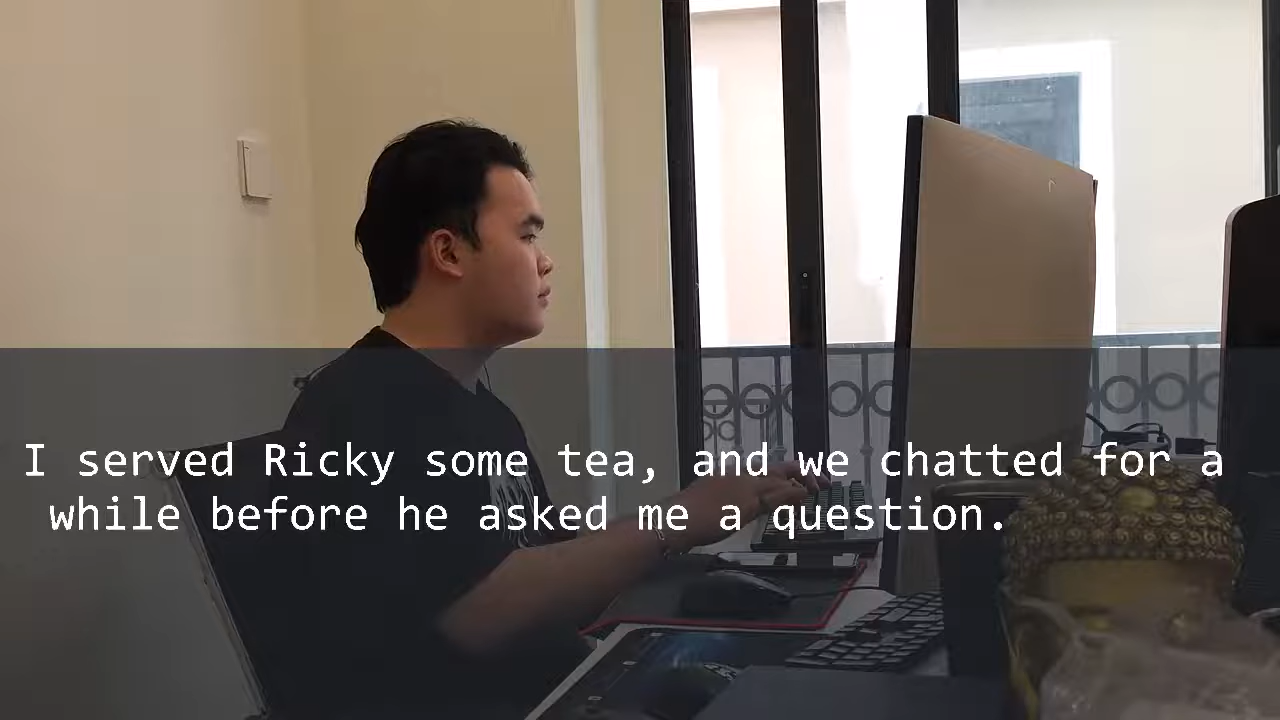 I served Ricky some tea, and we chatted for a
while before he asked me a question.